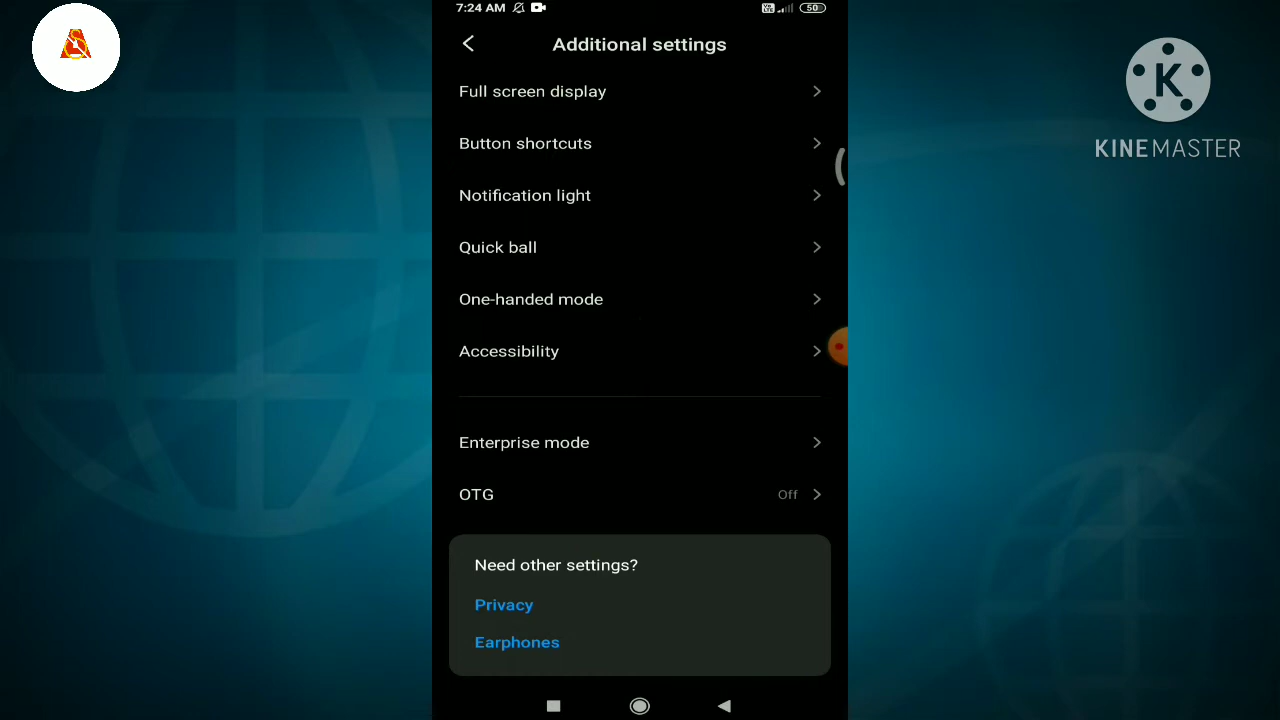 7:24 AM
50
Additional settings
Full screen display
Button shortcuts
Notification light
Quick ball
One-handed mode
Accessibility
Enterprise mode
OTG
Off
Need other settings?
Privacy
Earphones
K
KINEMASTER